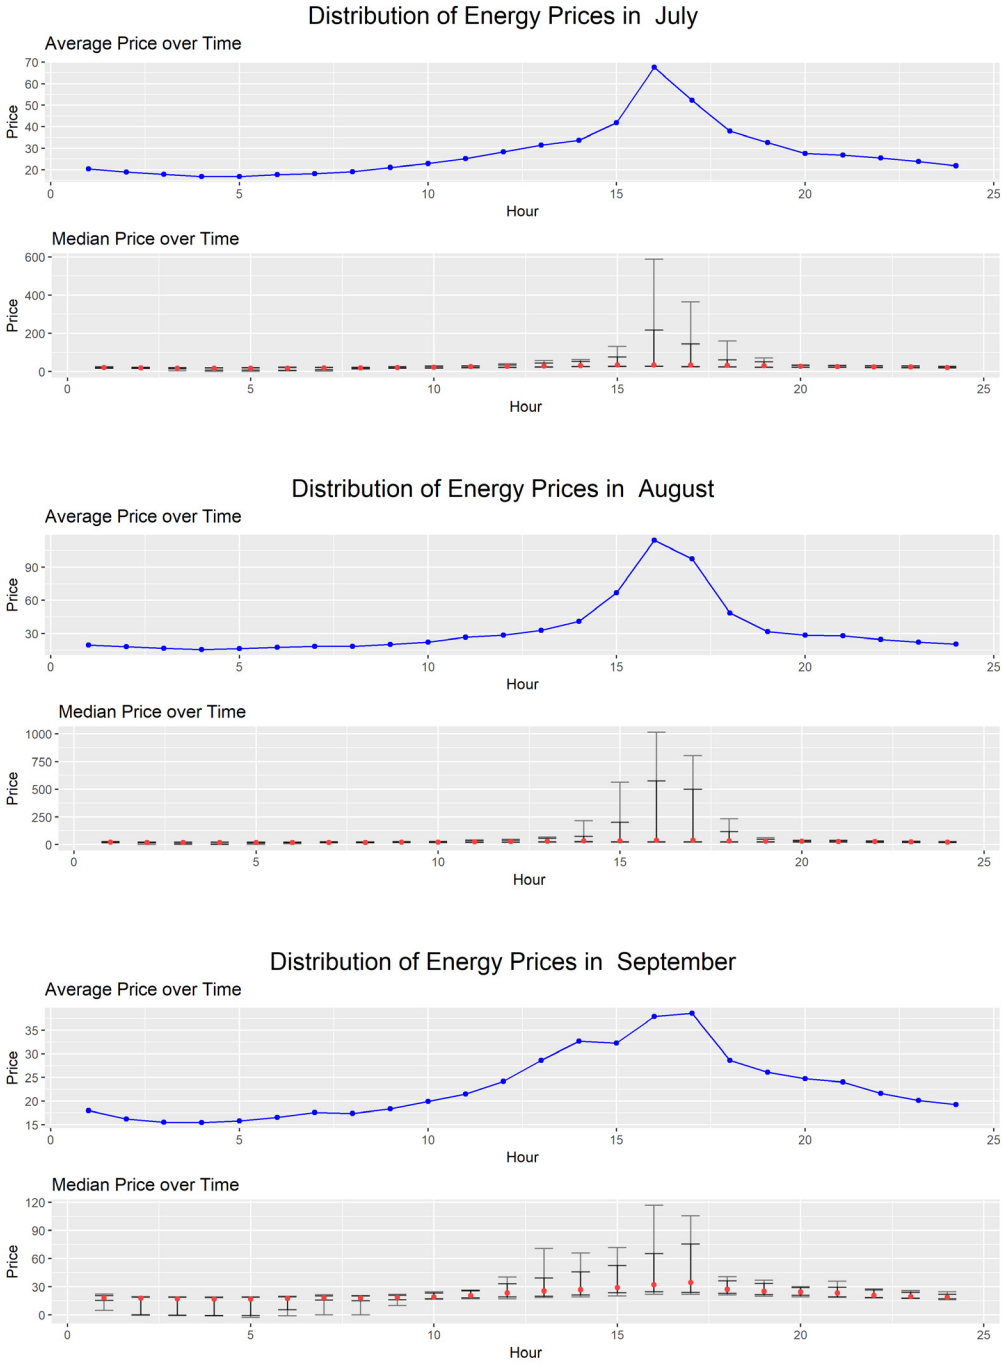 Distribution of Energy Prices in  July
Average Price over Time
70
60
50
40
30
20
Price
0 5 10 15 20 25
Hour
Median Price over Time
600
400
200
0
Price
0 5 10 15 20 25
Hour
Distribution of Energy Prices in  August
Average Price over Time
90
60
30
Price
0 5 10 15 20 25
Hour
Median Price over Time
1000
750
500
250
0
Price
0 5 10 15 20 25
Hour
Distribution of Energy Prices in  September
Average Price over Time
35
30
25
20
15
Price
0 5 10 15 20 25
Hour
Median Price over Time
120
90
60
30
0
Price
0 5 10 15 20 25
Hour